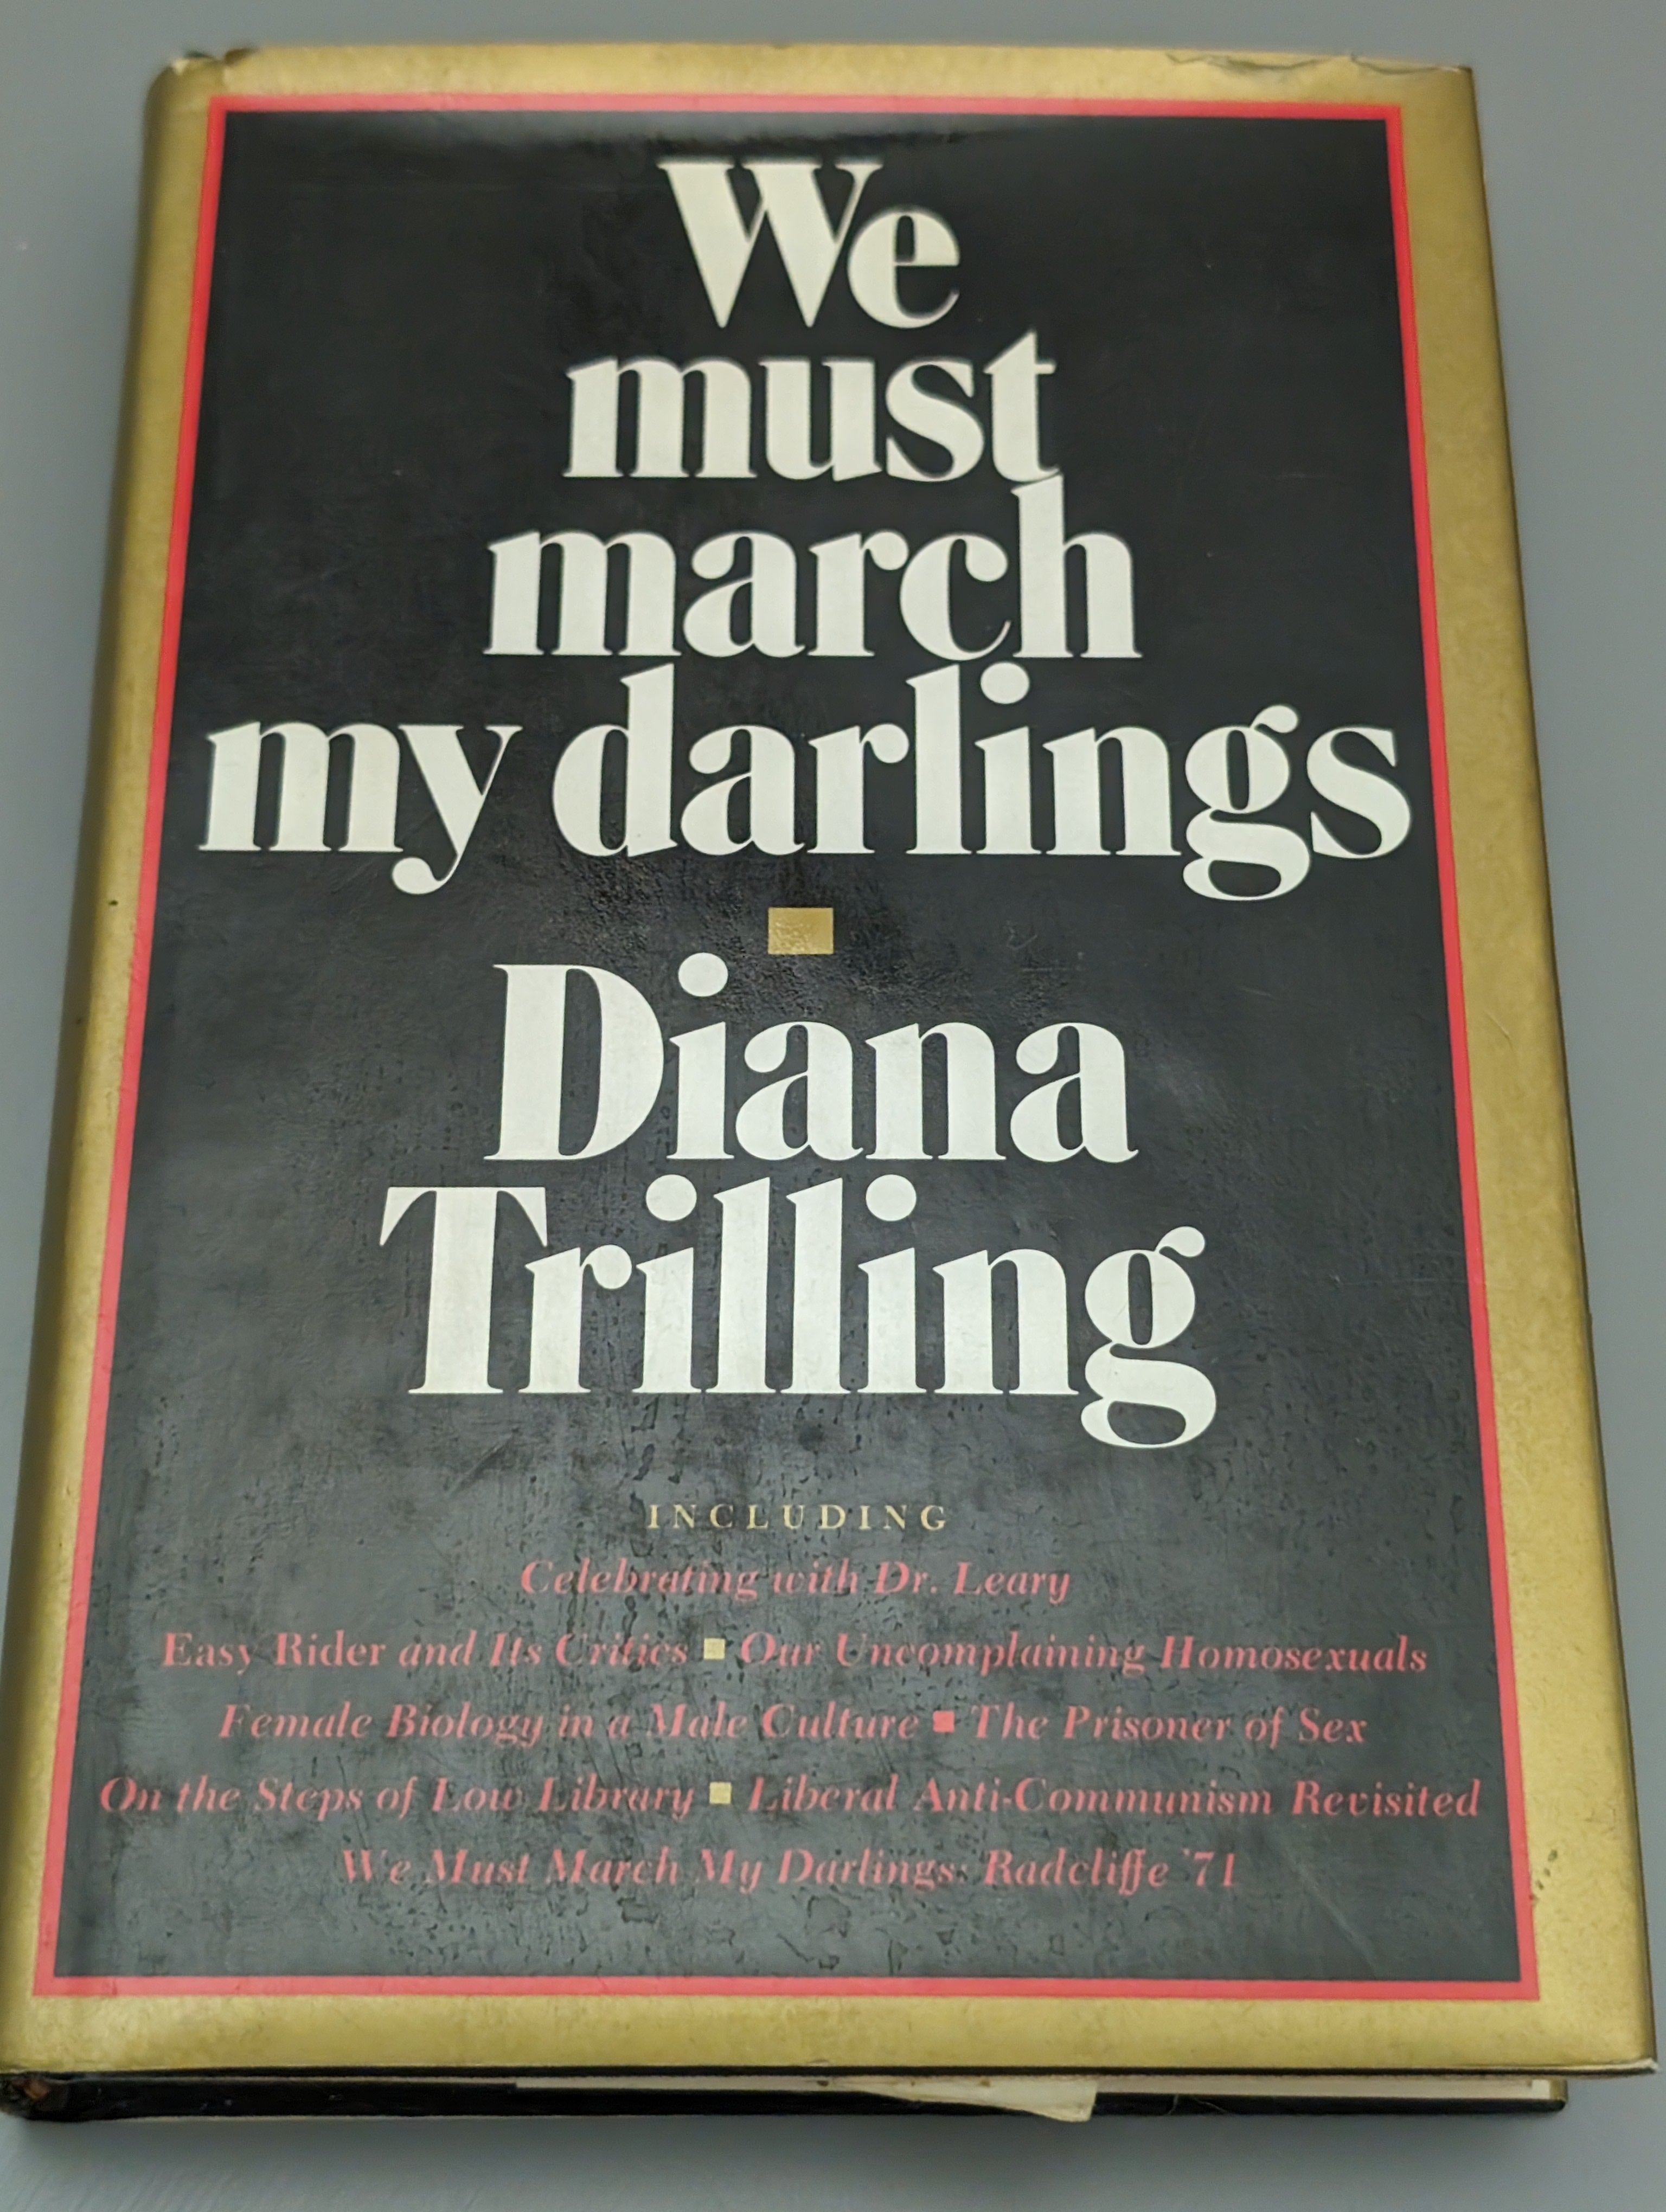 We
must
march
my darlings
Diana
Trilling
INCLUDING
Celebrating with Dr. Leary
Easy Rider and Its Critics ▪ Our Uncomplaining Homosexuals
Female Biology in a Male Culture ▪ The Prisoner of Sex
On the Steps of Low Library ▪ Liberal Anti-Communism Revisited
We Must March My Darlings: Radcliffe '71